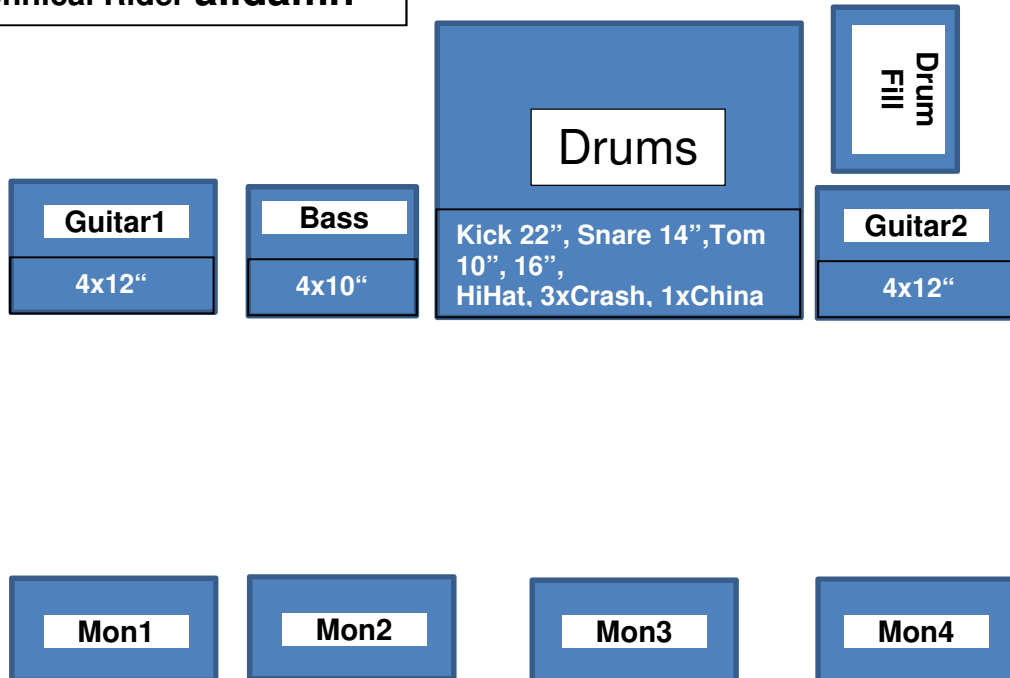 Rider
Drum
Fill
Drums
Guitar1
Bass
Guitar2
4x12“
4x10“
Kick 22”, Snare 14”,Tom
10”, 16”,
HiHat, 3xCrash, 1xChina
4x12“
Mon1
Mon2
Mon3
Mon4